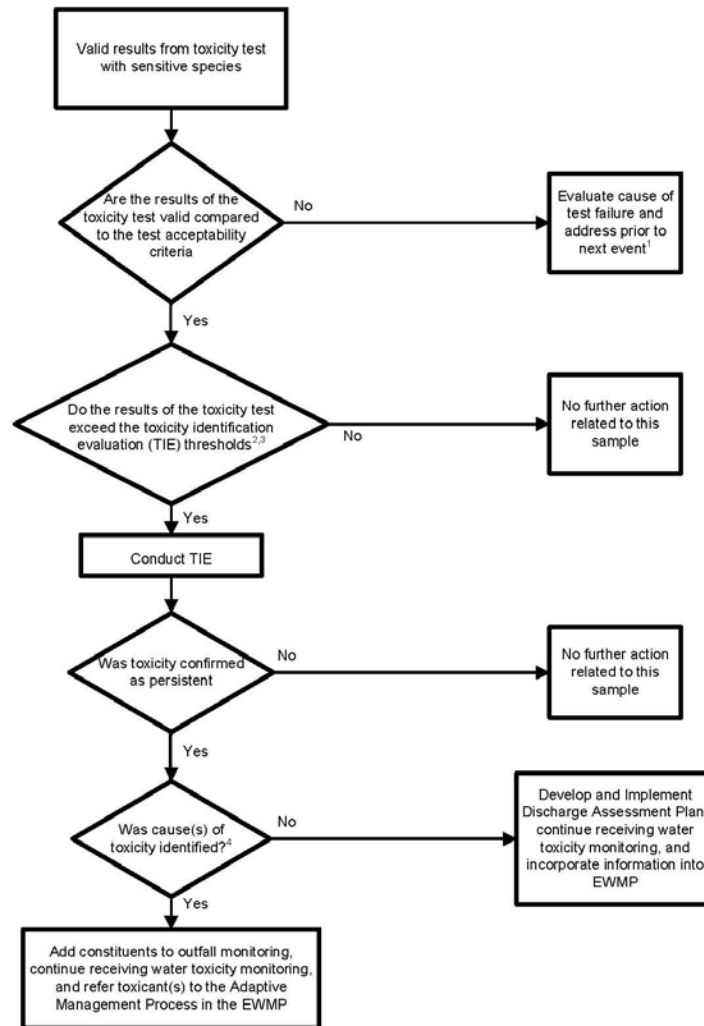 Valid results from toxicity test
with sensitive species
Are the results of the
toxicity test valid compared
to the test acceptability
criteria
No
Evaluate cause of
test failure and
address prior to
next event¹
Yes
Do the results of the toxicity test
exceed the toxicity identification
evaluation (TIE) thresholds²,³
No
No further action
related to this
sample
Yes
Conduct TIE
Was toxicity confirmed
as persistent
No
No further action
related to this
sample
Yes
Was cause(s) of
toxicity identified?⁴
No
Develop and Implement
Discharge Assessment Plan,
continue receiving water
toxicity monitoring, and
incorporate information into
EWMP
Yes
Add constituents to outfall monitoring,
continue receiving water toxicity monitoring,
and refer toxicant(s) to the Adaptive
Management Process in the EWMP